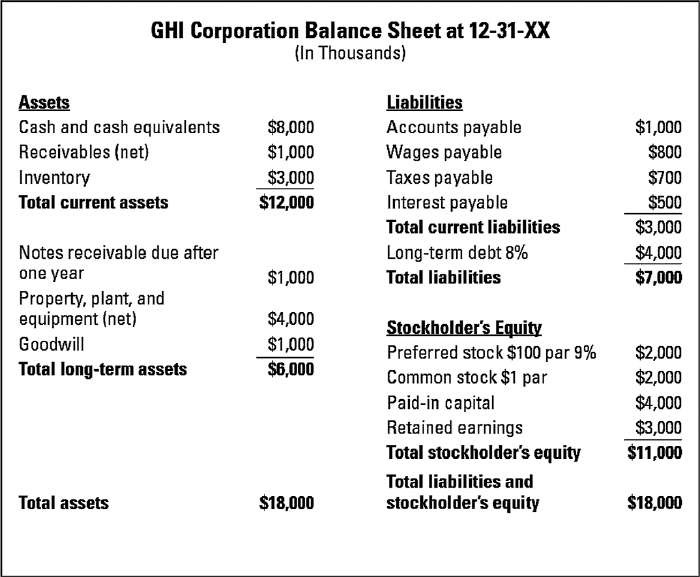 GHI Corporation Balance Sheet at 12-31-XX
(In Thousands)
Assets
Cash and cash equivalents $8,000
Receivables (net) $1,000
Inventory $3,000
Total current assets $12,000
Notes receivable due after
one year $1,000
Property, plant, and
equipment (net) $4,000
Goodwill $1,000
Total long-term assets $6,000
Total assets $18,000
Liabilities
Accounts payable $1,000
Wages payable $800
Taxes payable $700
Interest payable $500
Total current liabilities $3,000
Long-term debt 8% $4,000
Total liabilities $7,000
Stockholder's Equity
Preferred stock $100 par 9% $2,000
Common stock $1 par $2,000
Paid-in capital $4,000
Retained earnings $3,000
Total stockholder's equity $11,000
Total liabilities and
stockholder's equity $18,000